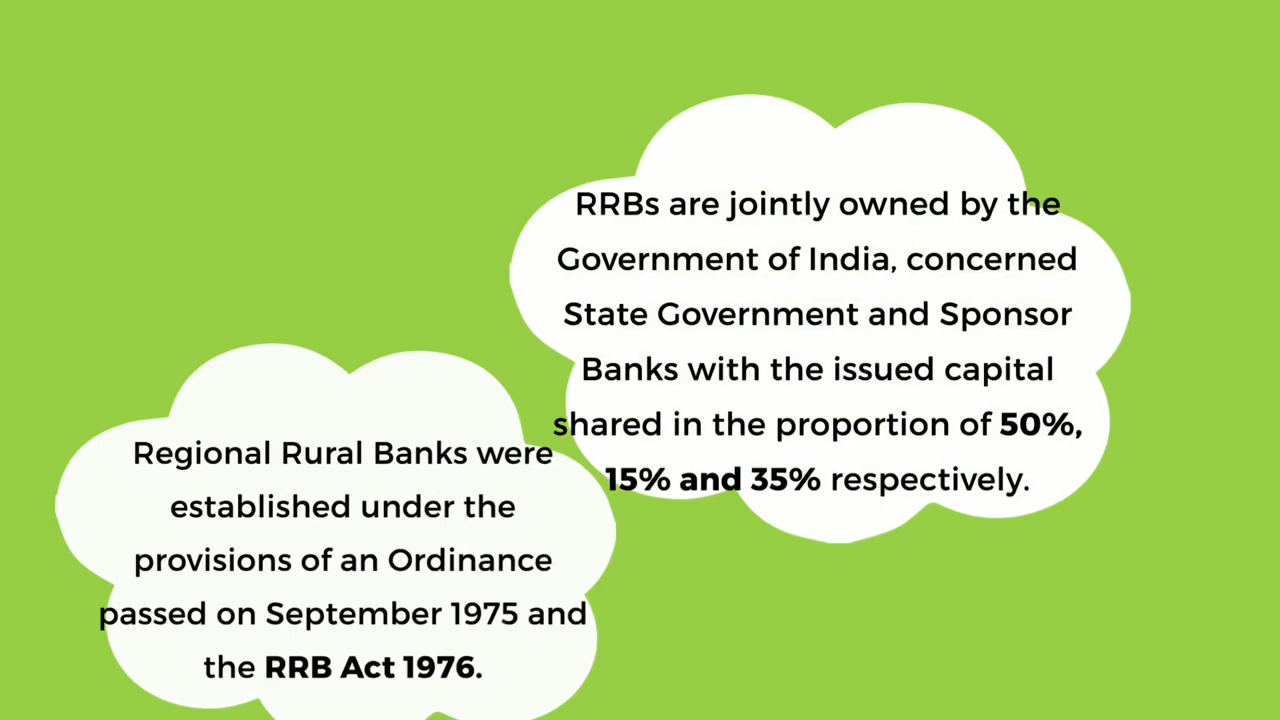 RRBs are jointly owned by the
Government of India, concerned
State Government and Sponsor
Banks with the issued capital
shared in the proportion of 50%,
15% and 35% respectively.
Regional Rural Banks were
established under the
provisions of an Ordinance
passed on September 1975 and
the RRB Act 1976.